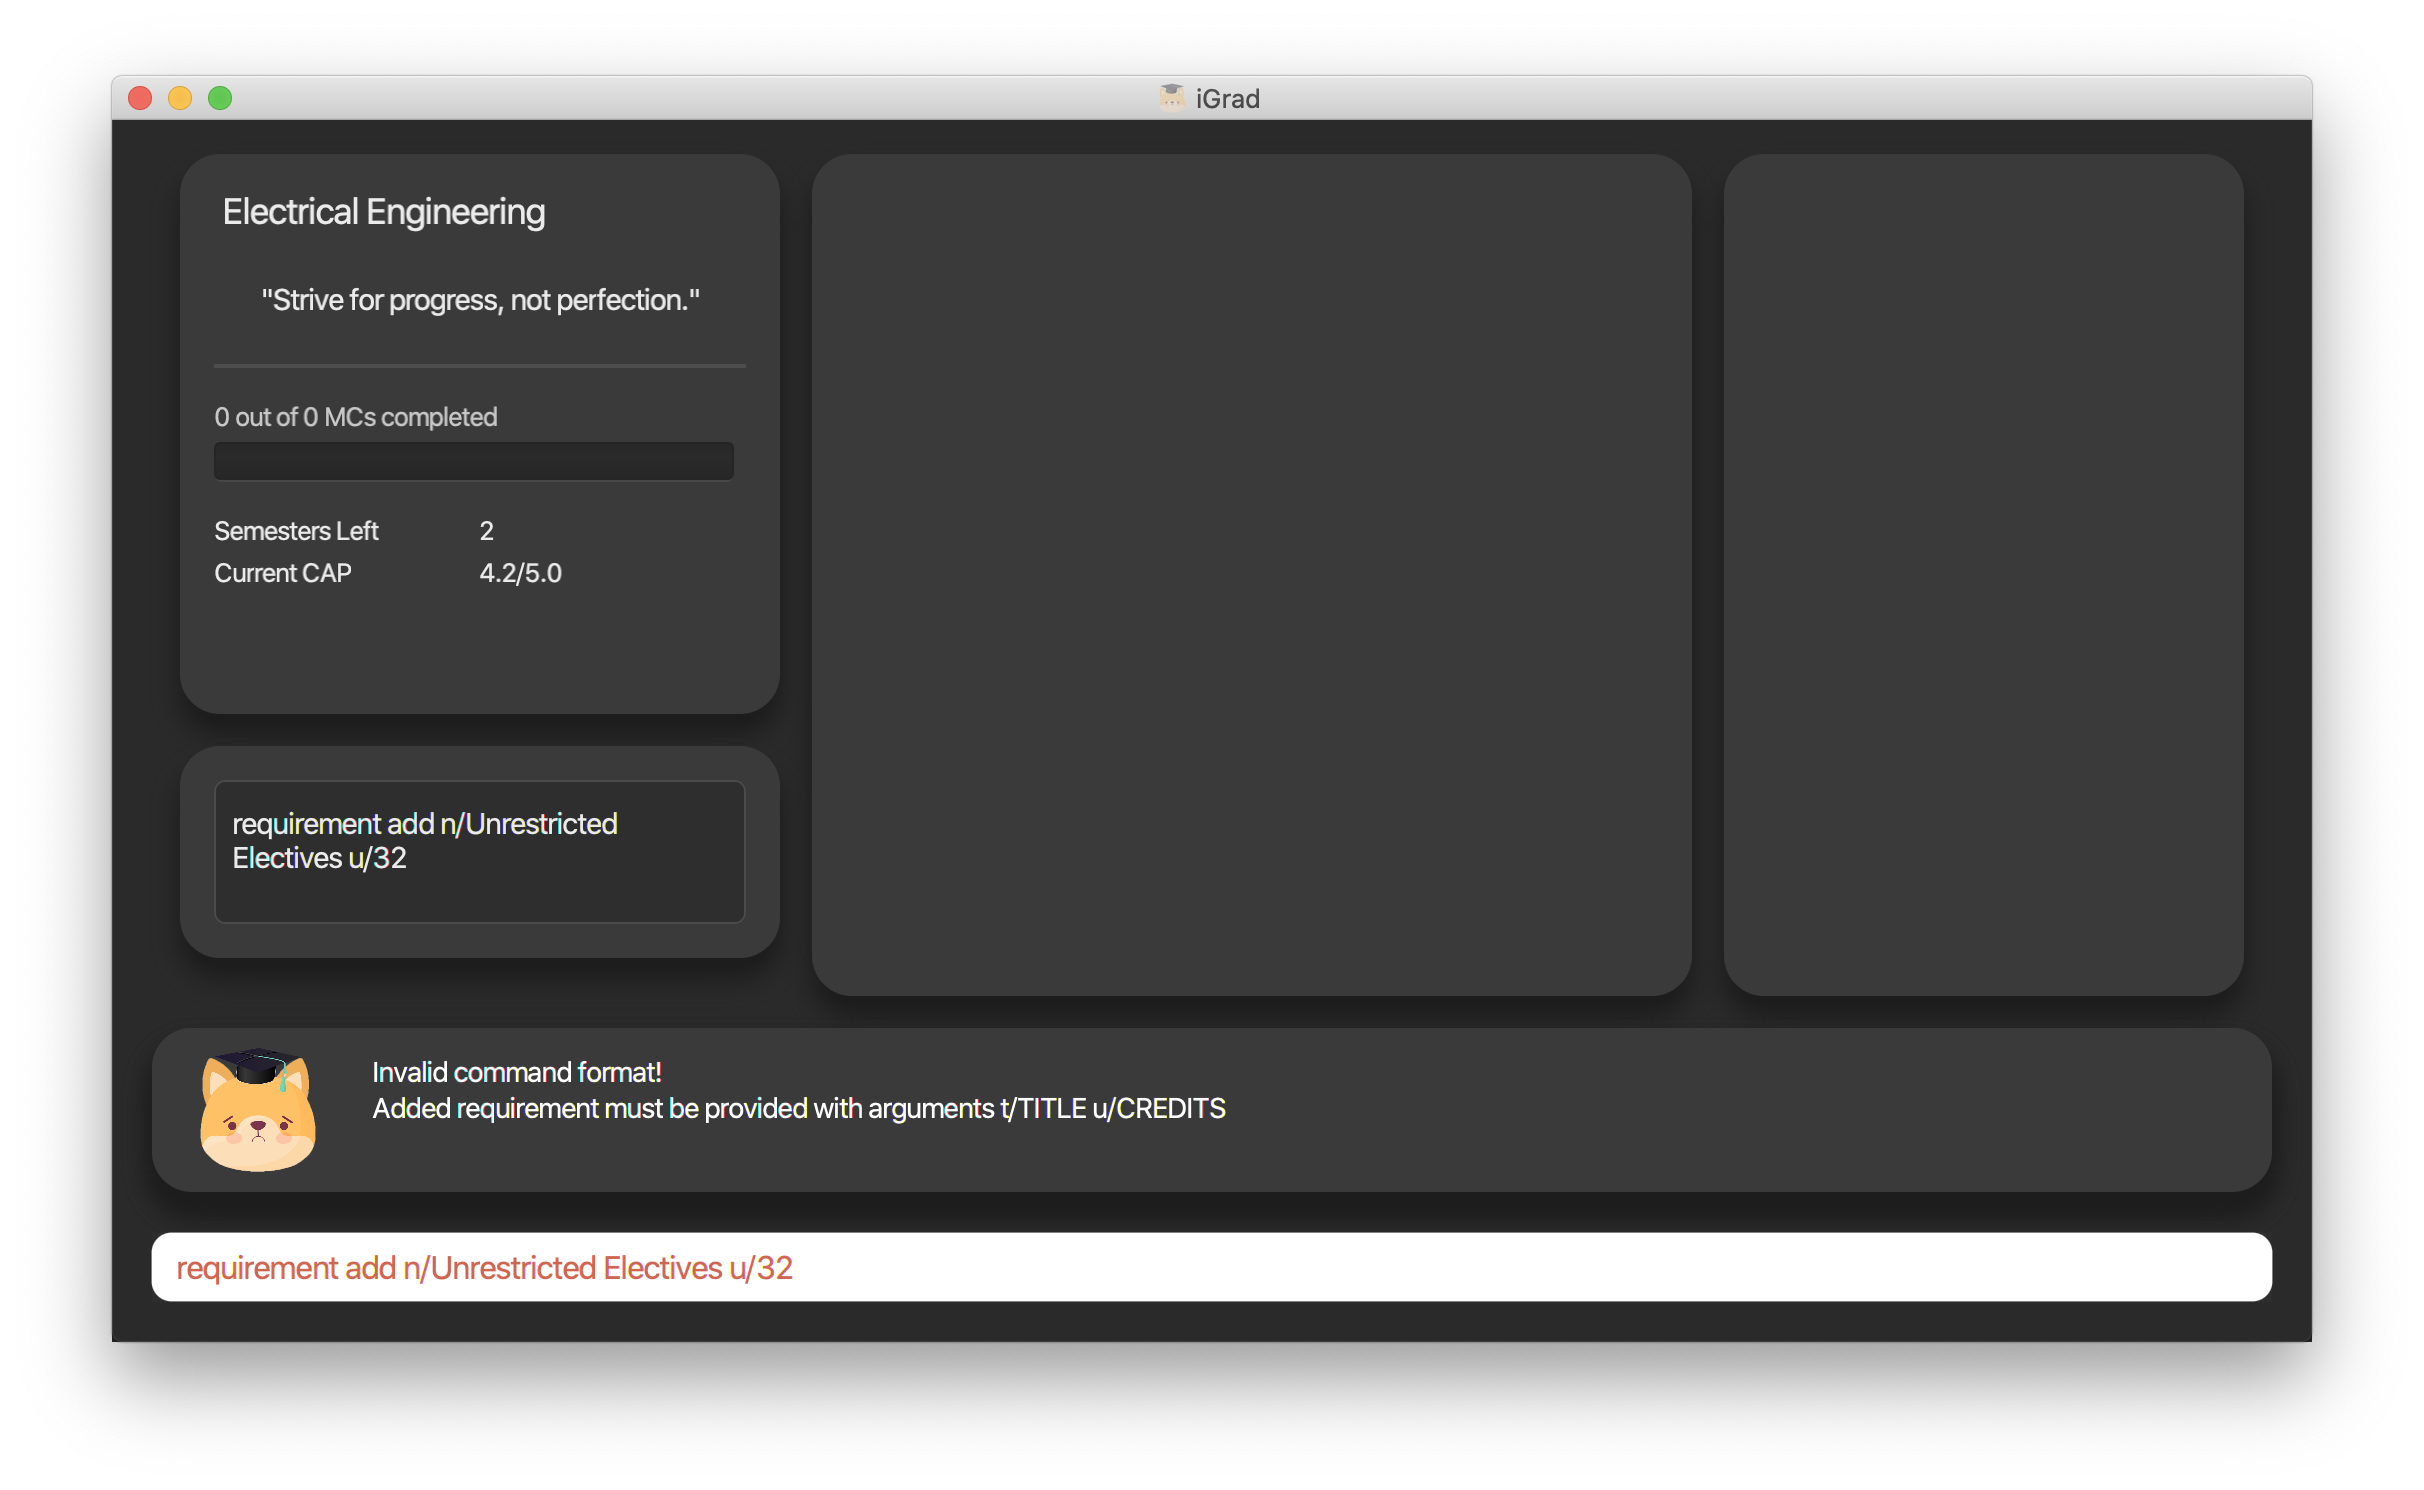 iGrad
Electrical Engineering
"Strive for progress, not perfection."
0 out of 0 MCs completed
Semesters Left 2
Current CAP 4.2/5.0
requirement add n/Unrestricted
Electives u/32
Invalid command format!
Added requirement must be provided with arguments t/TITLE u/CREDITS
requirement add n/Unrestricted Electives u/32